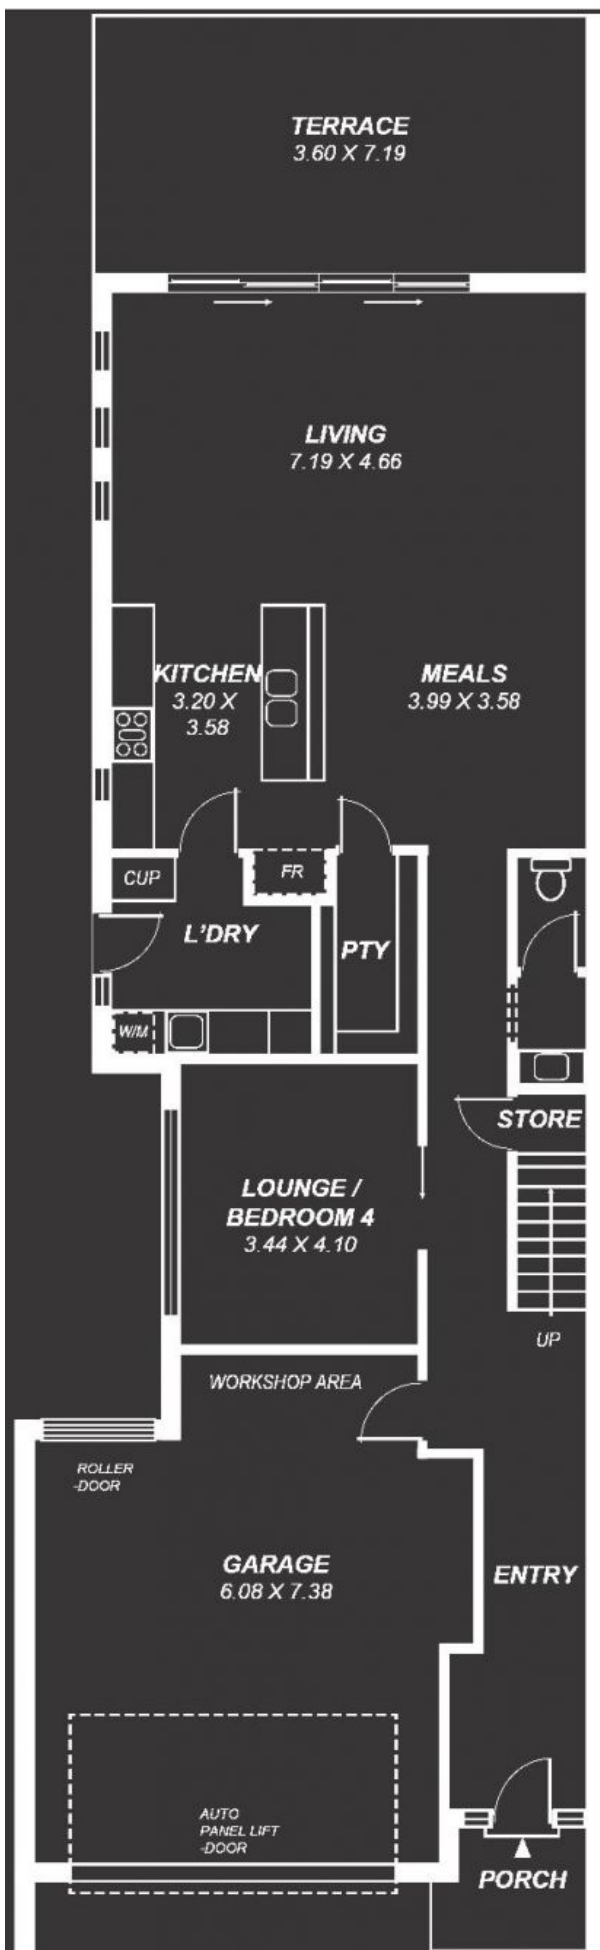 TERRACE
3.60 X 7.19
LIVING
7.19 X 4.66
KITCHEN
3.20 X
3.58
MEALS
3.99 X 3.58
CUP
FR
L'DRY
PTY
W/M
STORE
LOUNGE /
BEDROOM 4
3.44 X 4.10
UP
WORKSHOP AREA
ROLLER
-DOOR
GARAGE
6.08 X 7.38
ENTRY
AUTO
PANEL LIFT
-DOOR
PORCH